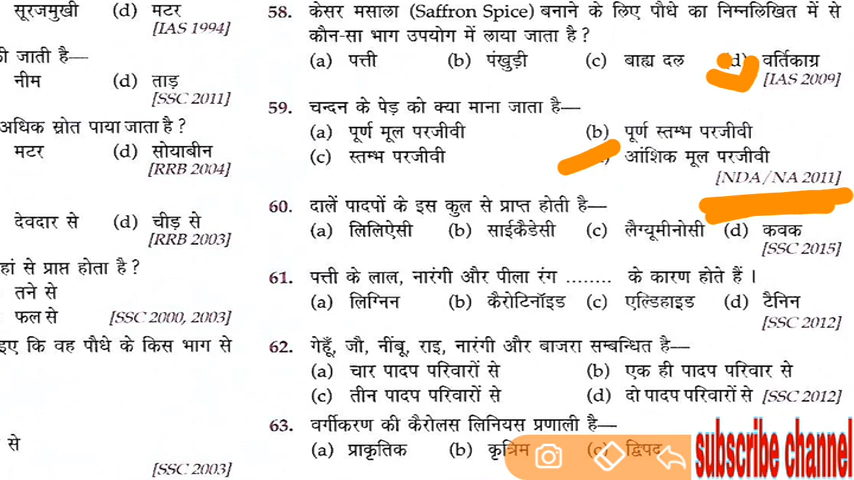 सूरजमुखी (d) मटर
[IAS 1994]
की जाती है—
नीम (d) ताड़
[SSC 2011]
अधिक स्रोत पाया जाता है ?
मटर (d) सोयाबीन
[RRB 2004]
देवदार से (d) चीड़ से
[RRB 2003]
हां से प्राप्त होता है ?
तने से
फल से [SSC 2000, 2003]
इए कि वह पौधे के किस भाग से
से
[SSC 2003]
58. केसर मसाला (Saffron Spice) बनाने के लिए पौधे का निम्नलिखित में से
कौन-सा भाग उपयोग में लाया जाता है ?
(a) पत्ती (b) पंखुड़ी (c) बाह्य दल (d) वर्तिकाग्र
[IAS 2009]
59. चन्दन के पेड़ को क्या माना जाता है—
(a) पूर्ण मूल परजीवी (b) पूर्ण स्तम्भ परजीवी
(c) स्तम्भ परजीवी आंशिक मूल परजीवी
[NDA/NA 2011]
60. दालें पादपों के इस कुल से प्राप्त होती है—
(a) लिलिऐसी (b) साईकैडेसी (c) लैग्यूमीनोसी (d) कवक
[SSC 2015]
61. पत्ती के लाल, नारंगी और पीला रंग ........ के कारण होते हैं ।
(a) लिग्निन (b) कैरोटिनॉइड (c) एल्डिहाइड (d) टैनिन
[SSC 2012]
62. गेहूँ, जौ, नींबू, राइ, नारंगी और बाजरा सम्बन्धित है—
(a) चार पादप परिवारों से (b) एक ही पादप परिवार से
(c) तीन पादप परिवारों से (d) दो पादप परिवारों से [SSC 2012]
63. वर्गीकरण की कैरोलस लिनियस प्रणाली है—
(a) प्राकृतिक (b) कृत्रिम (c) द्विपद
subscribe channel